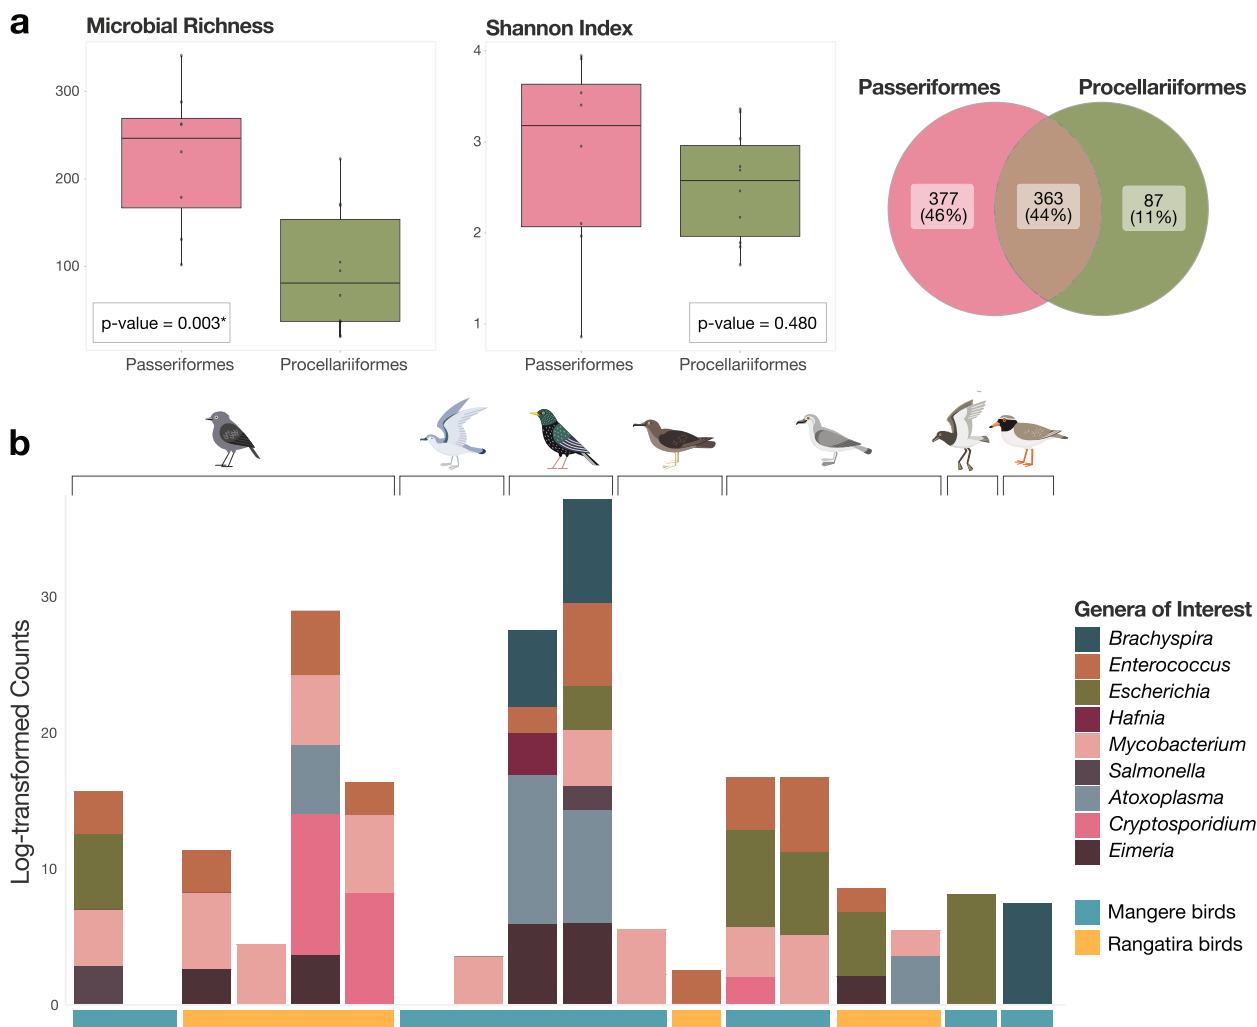 a
Microbial Richness
300
200
100
p-value = 0.003*
Passeriformes
Procellariiformes
Shannon Index
4
3
2
1
p-value = 0.480
Passeriformes
Procellariiformes
Passeriformes
Procellariiformes
377
(46%)
363
(44%)
87
(11%)
b
Log-transformed Counts
30
20
10
0
Genera of Interest
Brachyspira
Enterococcus
Escherichia
Hafnia
Mycobacterium
Salmonella
Atoxoplasma
Cryptosporidium
Eimeria
Mangere birds
Rangatira birds